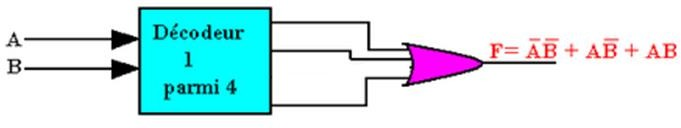 A
B
Décodeur
1
parmi 4
F= A̅B̅ + AB̅ + AB